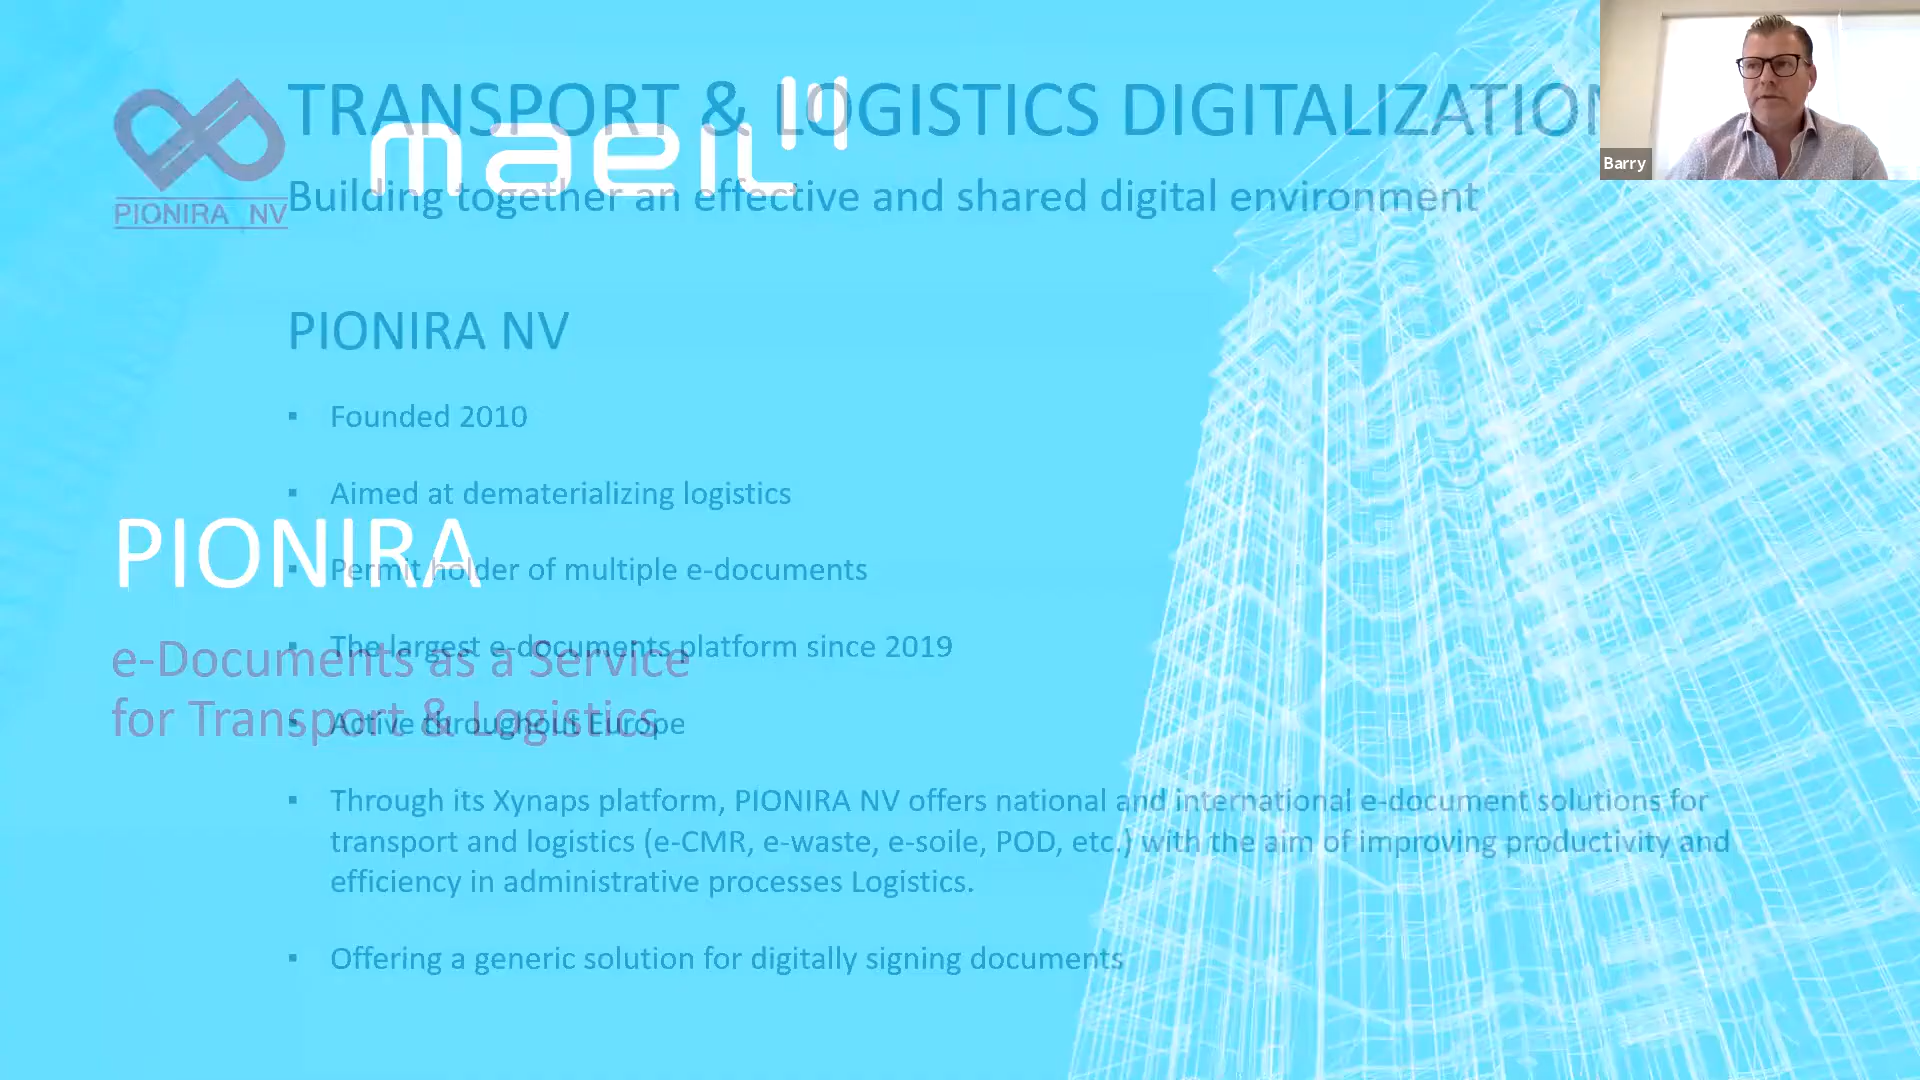 TRANSPORT & LOGISTICS DIGITALIZATION
maeil
Barry
Building together an effective and shared digital environment
PIONIRA NV
PIONIRA NV
▪ Founded 2010
▪ Aimed at dematerializing logistics
PIONIRA
▪ Permit holder of multiple e-documents
▪ The largest e-documents platform since 2019
e-Documents as a Service
for Transport & Logistics
▪ Active throughout Europe
▪ Through its Xynaps platform, PIONIRA NV offers national and international e-document solutions for
transport and logistics (e-CMR, e-waste, e-soile, POD, etc.) with the aim of improving productivity and
efficiency in administrative processes Logistics.
▪ Offering a generic solution for digitally signing documents